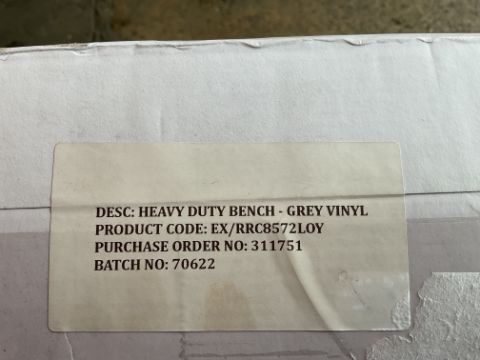 DESC: HEAVY DUTY BENCH - GREY VINYL
PRODUCT CODE: EX/RRC8572LOY
PURCHASE ORDER NO: 311751
BATCH NO: 70622